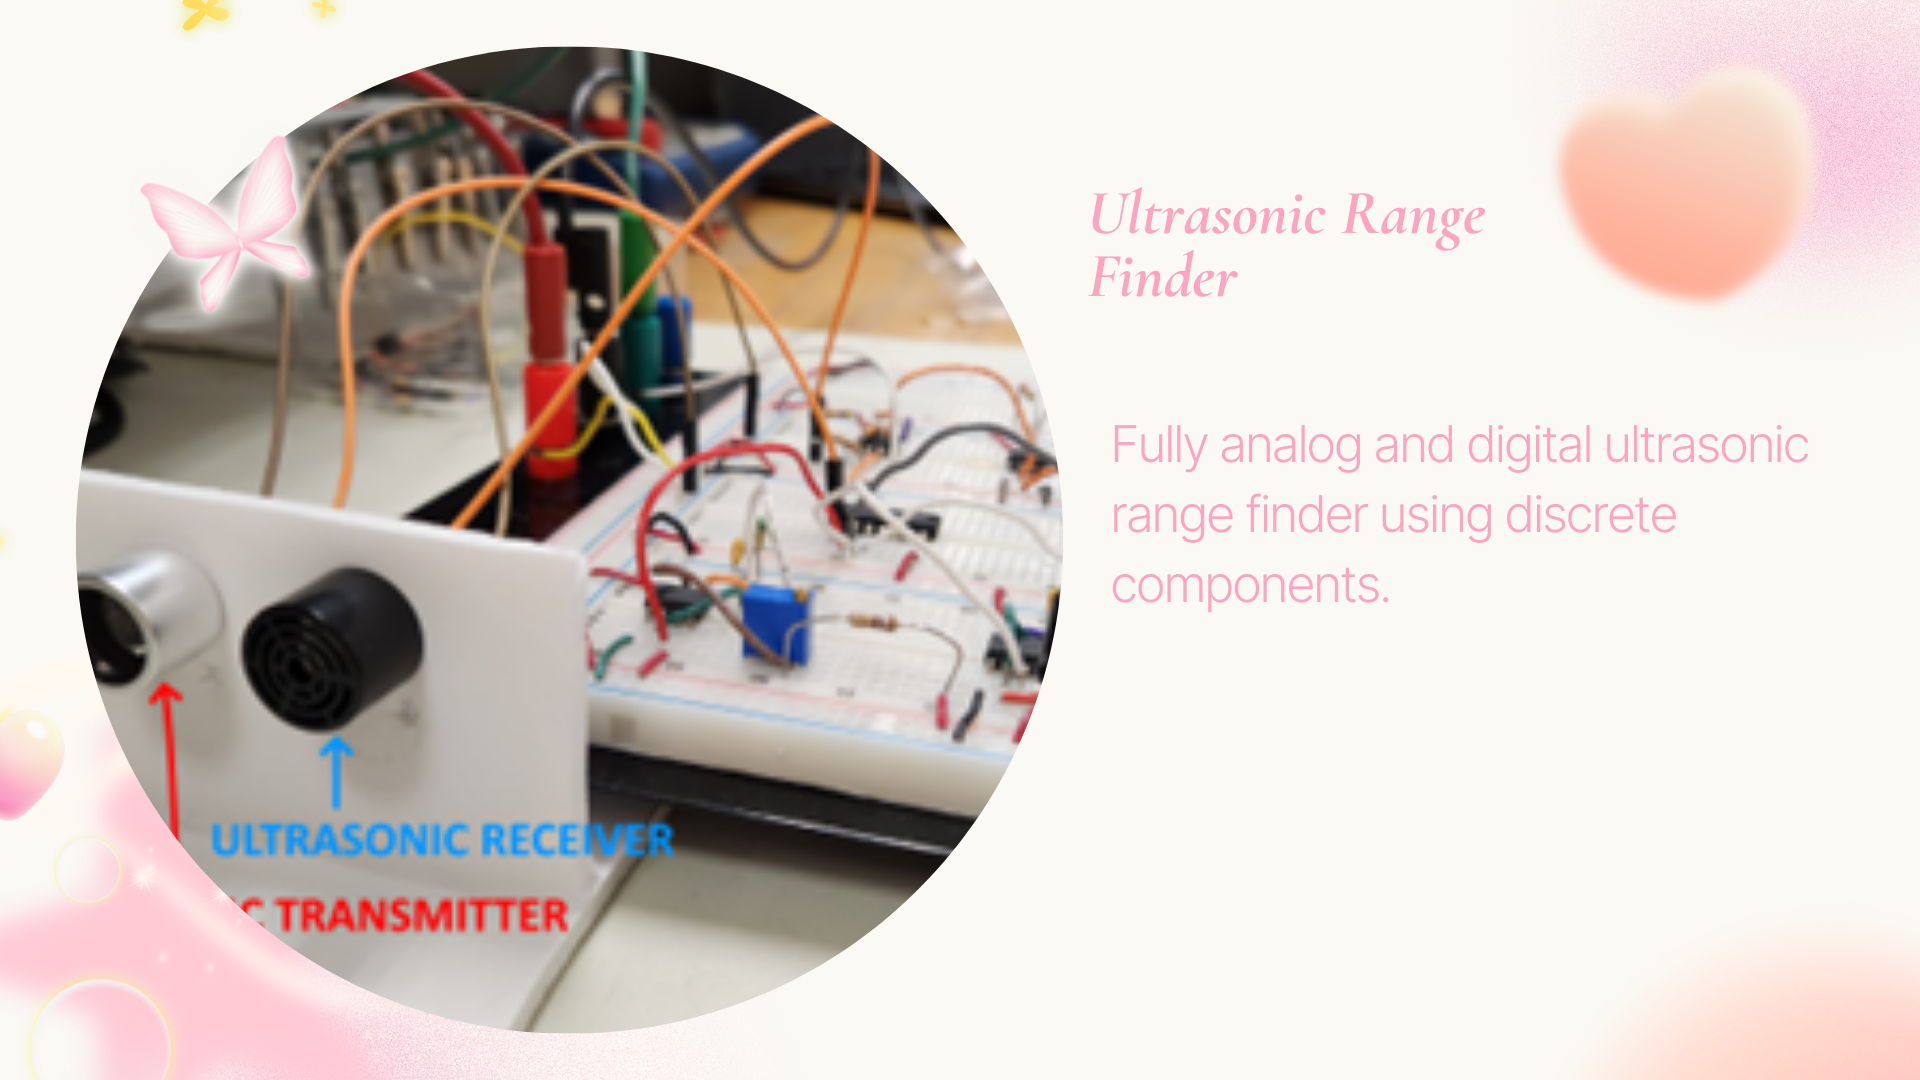 Ultrasonic Range
Finder
Fully analog and digital ultrasonic
range finder using discrete
components.
ULTRASONIC RECEIVER
C TRANSMITTER